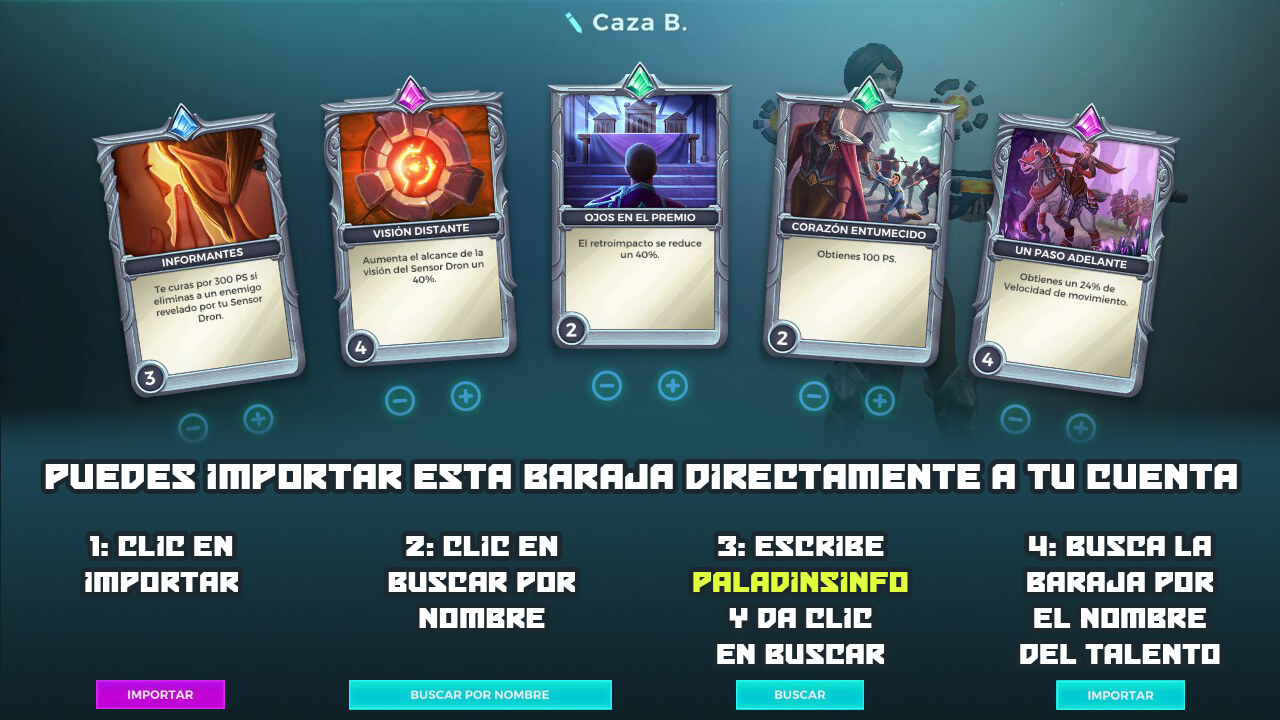 Caza B.
INFORMANTES
Te curas por 300 PS si
eliminas a un enemigo
revelado por tu Sensor
Dron.
3
VISIÓN DISTANTE
Aumenta el alcance de la
visión del Sensor Dron un
40%.
4
OJOS EN EL PREMIO
El retroimpacto se reduce
un 40%.
2
CORAZÓN ENTUMECIDO
Obtienes 100 PS.
2
UN PASO ADELANTE
Obtienes un 24% de
Velocidad de movimiento.
4
PUEDES IMPORTAR ESTA BARAJA DIRECTAMENTE A TU CUENTA
1: CLIC EN
IMPORTAR
IMPORTAR
2: CLIC EN
BUSCAR POR
NOMBRE
BUSCAR POR NOMBRE
3: ESCRIBE
PALADINSINFO
Y DA CLIC
EN BUSCAR
BUSCAR
4: BUSCA LA
BARAJA POR
EL NOMBRE
DEL TALENTO
IMPORTAR